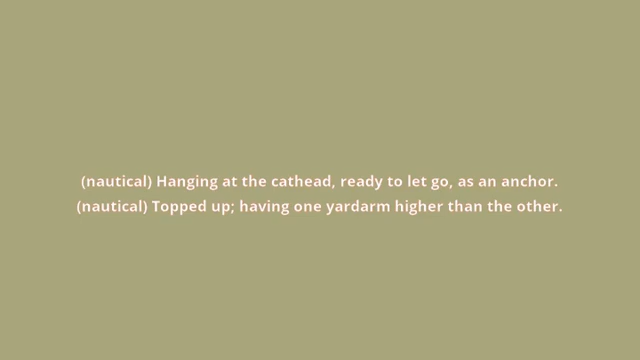 (nautical) Hanging at the cathead, ready to let go, as an anchor.
(nautical) Topped up; having one yardarm higher than the other.